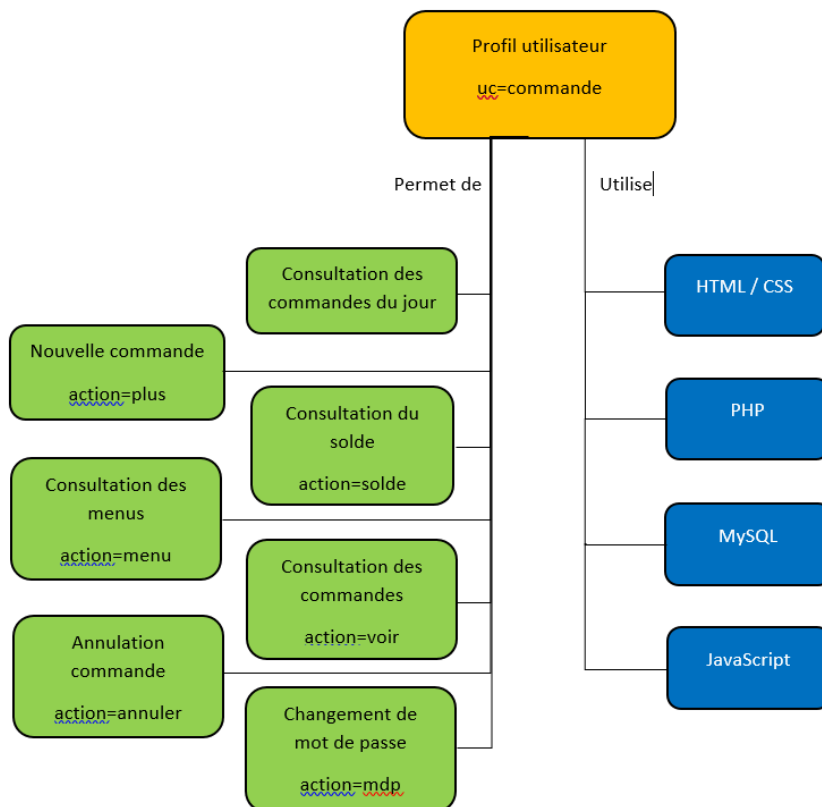 Profil utilisateur
uc=commande
Permet de
Utilise
Consultation des
commandes du jour
HTML / CSS
Nouvelle commande
action=plus
Consultation du
solde
action=solde
PHP
Consultation des
menus
action=menu
MySQL
Consultation des
commandes
action=voir
Annulation
commande
action=annuler
JavaScript
Changement de
mot de passe
action=mdp